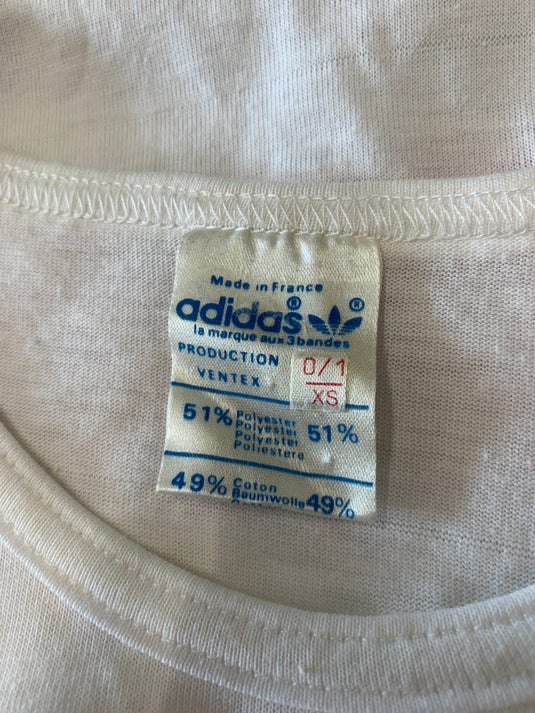 Made in France
adidas® ®
la marque aux 3 bandes
PRODUCTION
VENTEX
0/1
XS
51% Polyester 51%
Polyester
Polyester
Poliestere
49% Coton 49%
Baumwolle